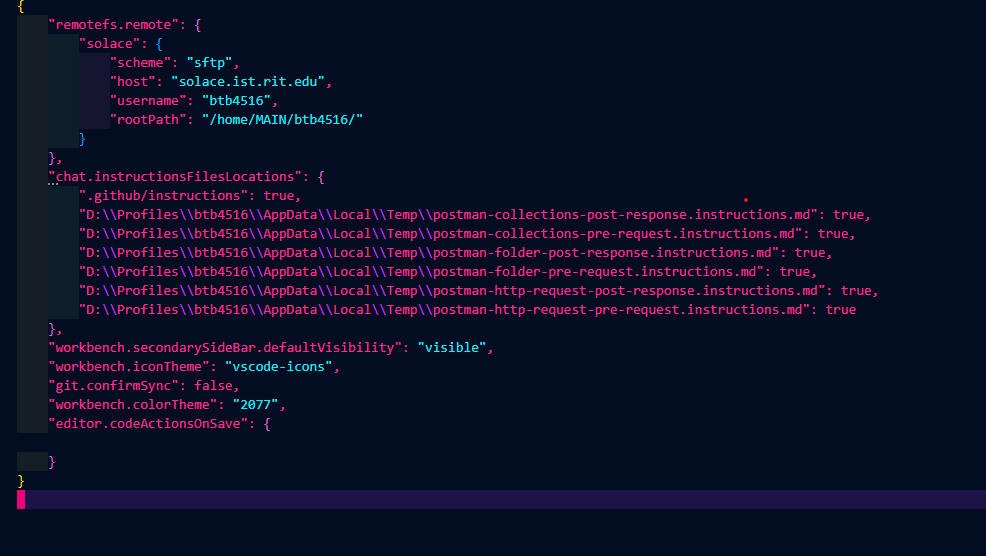 {
    "remotefs.remote": {
        "solace": {
            "scheme": "sftp",
            "host": "solace.ist.rit.edu",
            "username": "btb4516",
            "rootPath": "/home/MAIN/btb4516/"
        }
    },
    "chat.instructionsFilesLocations": {
        ".github/instructions": true,
        "D:\\Profiles\\btb4516\\AppData\\Local\\Temp\\postman-collections-post-response.instructions.md": true,
        "D:\\Profiles\\btb4516\\AppData\\Local\\Temp\\postman-collections-pre-request.instructions.md": true,
        "D:\\Profiles\\btb4516\\AppData\\Local\\Temp\\postman-folder-post-response.instructions.md": true,
        "D:\\Profiles\\btb4516\\AppData\\Local\\Temp\\postman-folder-pre-request.instructions.md": true,
        "D:\\Profiles\\btb4516\\AppData\\Local\\Temp\\postman-http-request-post-response.instructions.md": true,
        "D:\\Profiles\\btb4516\\AppData\\Local\\Temp\\postman-http-request-pre-request.instructions.md": true
    },
    "workbench.secondarySideBar.defaultVisibility": "visible",
    "workbench.iconTheme": "vscode-icons",
    "git.confirmSync": false,
    "workbench.colorTheme": "2077",
    "editor.codeActionsOnSave": {

    }
}